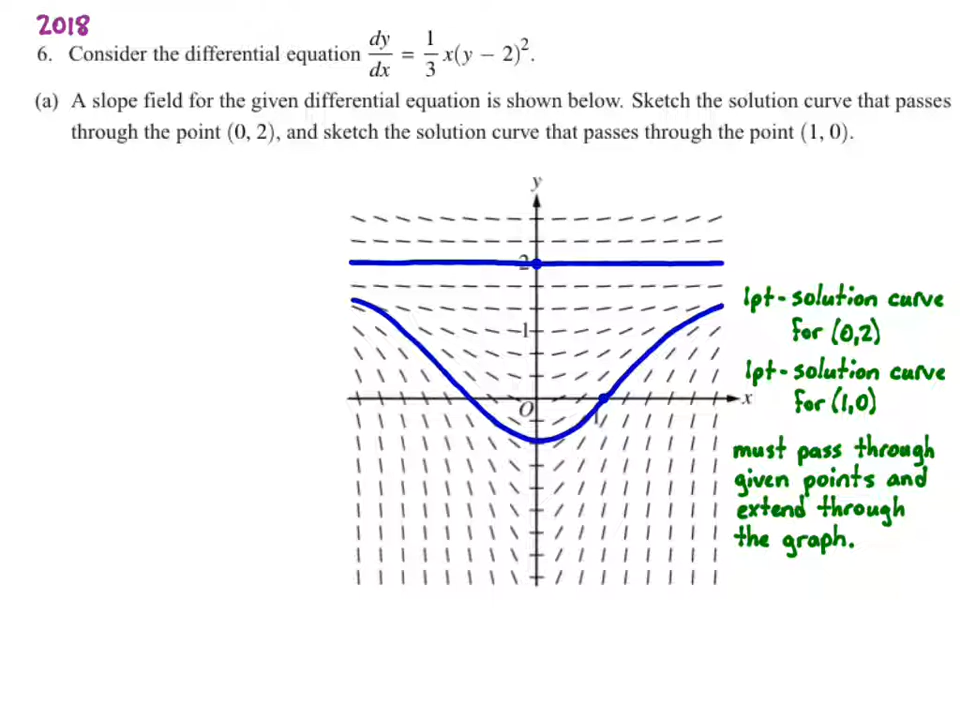 2018
6. Consider the differential equation dy/dx = 1/3 x(y − 2)².
(a) A slope field for the given differential equation is shown below. Sketch the solution curve that passes
through the point (0, 2), and sketch the solution curve that passes through the point (1, 0).
y
2
1
O
1
x
1pt - solution curve
for (0,2)
1pt - solution curve
for (1,0)
must pass through
given points and
extend through
the graph.